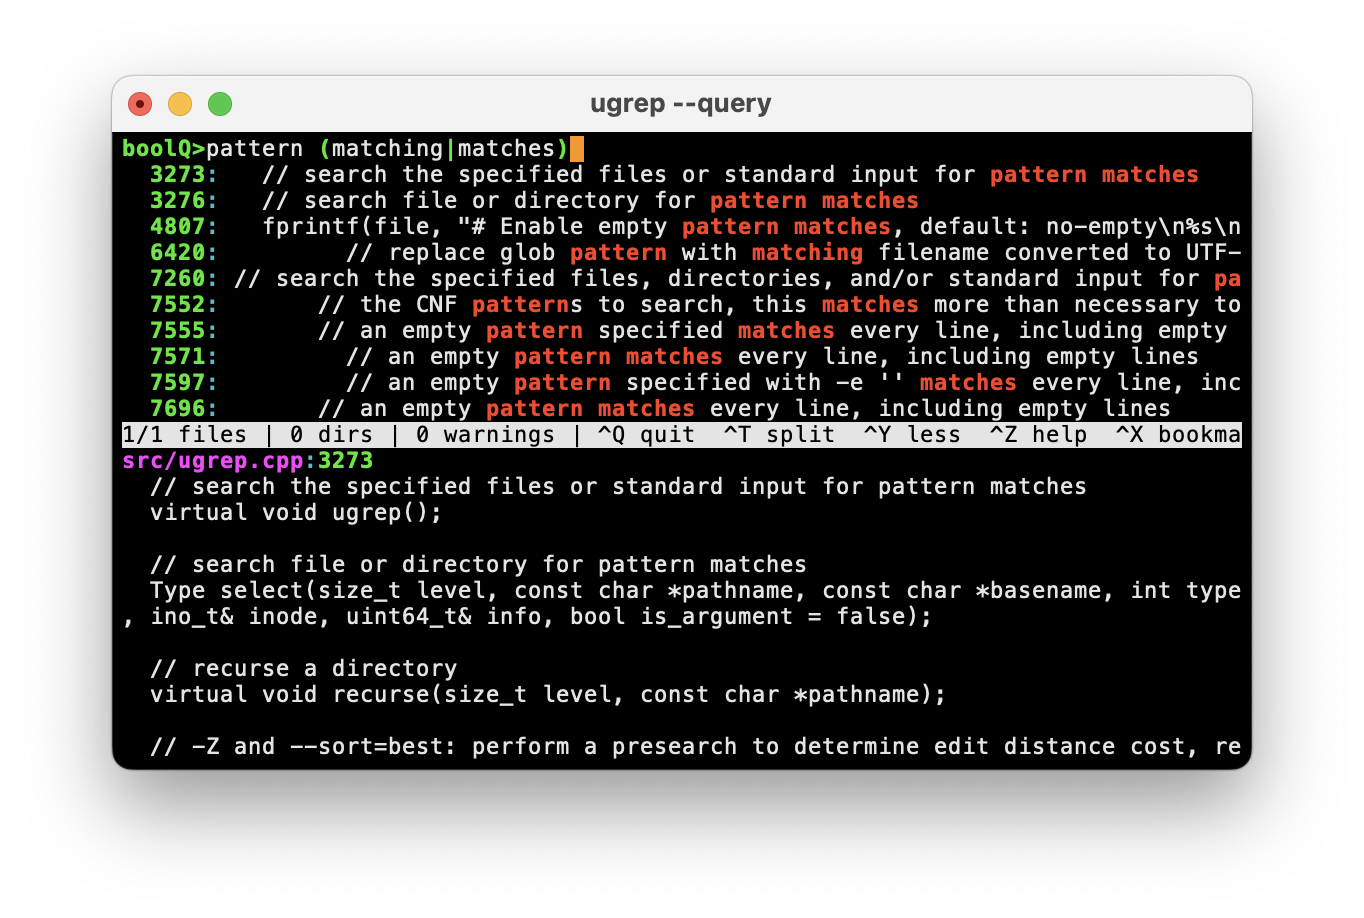 ugrep --query
boolQ>pattern (matching|matches)
3273:   // search the specified files or standard input for pattern matches
3276:   // search file or directory for pattern matches
4807:   fprintf(file, "# Enable empty pattern matches, default: no-empty\n%s\n
6420:         // replace glob pattern with matching filename converted to UTF-
7260: // search the specified files, directories, and/or standard input for pa
7552:       // the CNF patterns to search, this matches more than necessary to
7555:       // an empty pattern specified matches every line, including empty
7571:         // an empty pattern matches every line, including empty lines
7597:         // an empty pattern specified with -e '' matches every line, inc
7696:       // an empty pattern matches every line, including empty lines
1/1 files | 0 dirs | 0 warnings | ^Q quit  ^T split  ^Y less  ^Z help  ^X bookma
src/ugrep.cpp:3273
  // search the specified files or standard input for pattern matches
  virtual void ugrep();
  // search file or directory for pattern matches
  Type select(size_t level, const char *pathname, const char *basename, int type
, ino_t& inode, uint64_t& info, bool is_argument = false);
  // recurse a directory
  virtual void recurse(size_t level, const char *pathname);
  // -Z and --sort=best: perform a presearch to determine edit distance cost, re